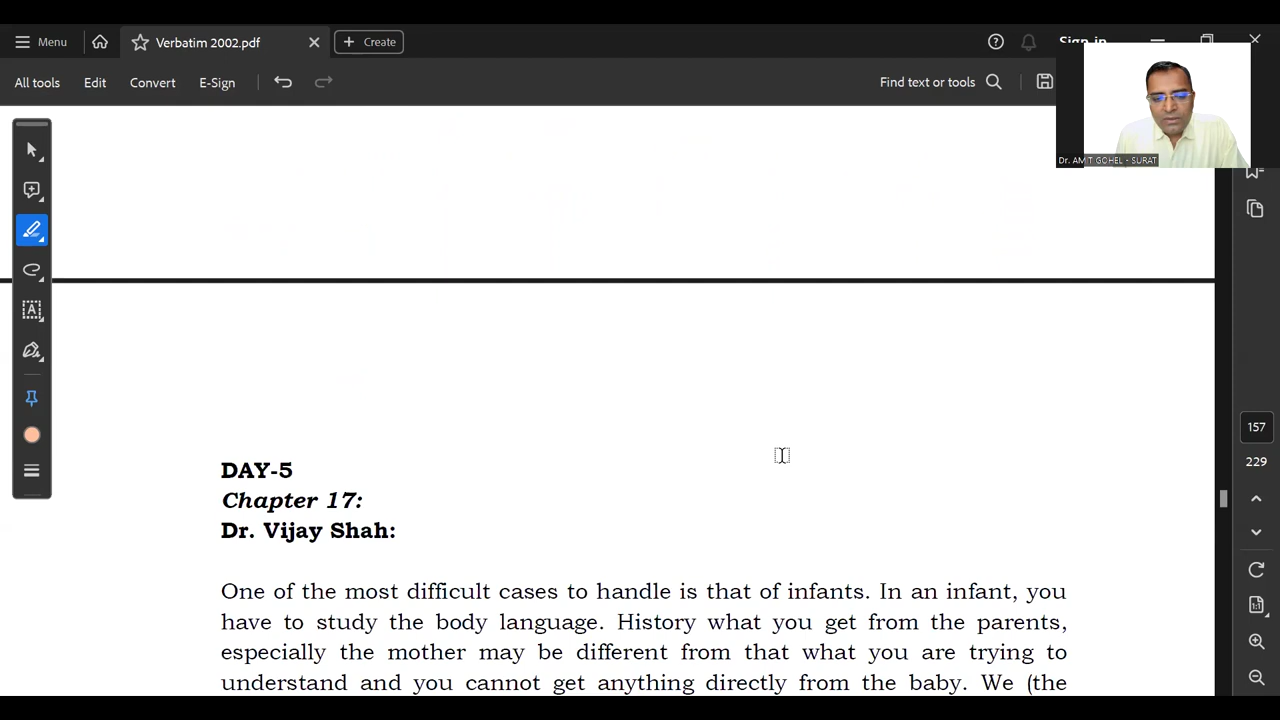 Menu
Verbatim 2002.pdf
Create
Sign in
All tools
Edit
Convert
E-Sign
Find text or tools
Dr. AMIT GOHEL - SURAT
157
229
DAY-5
Chapter 17:
Dr. Vijay Shah:
One of the most difficult cases to handle is that of infants. In an infant, you
have to study the body language. History what you get from the parents,
especially the mother may be different from that what you are trying to
understand and you cannot get anything directly from the baby. We (the